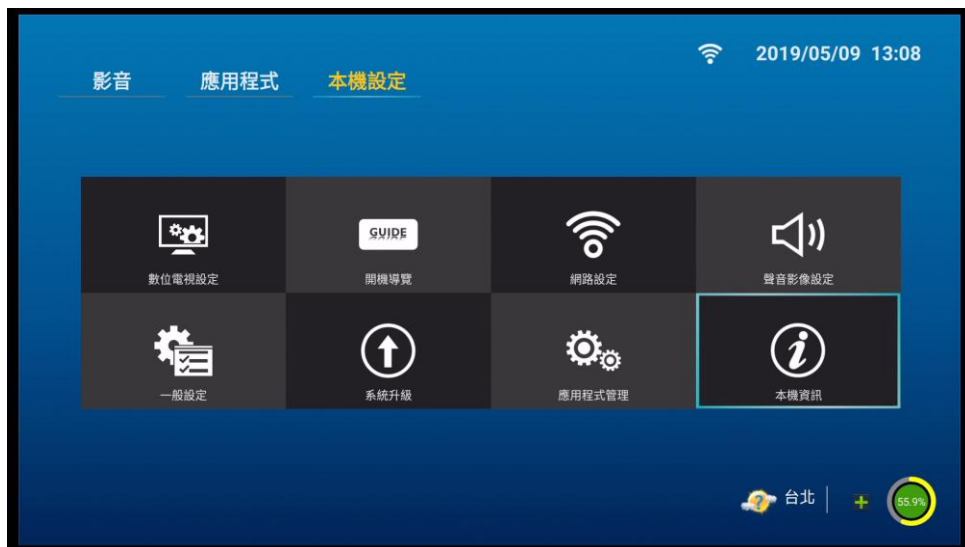 2019/05/09 13:08
影音 應用程式 本機設定
GUIDE
數位電視設定 開機導覽 網路設定 聲音影像設定
一般設定 系統升級 應用程式管理 本機資訊
台北
55.9%